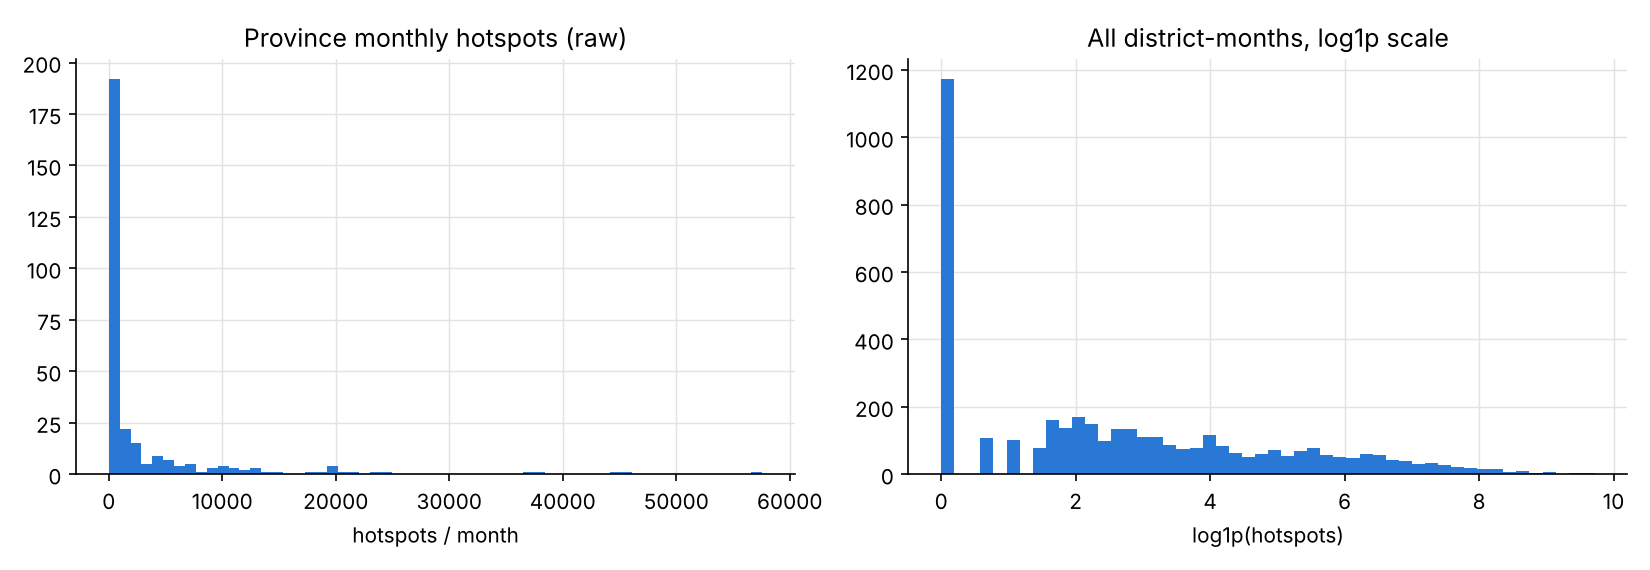 Province monthly hotspots (raw)
200
175
150
125
100
75
50
25
0
0 10000 20000 30000 40000 50000 60000
hotspots / month
All district-months, log1p scale
1200
1000
800
600
400
200
0
0 2 4 6 8 10
log1p(hotspots)